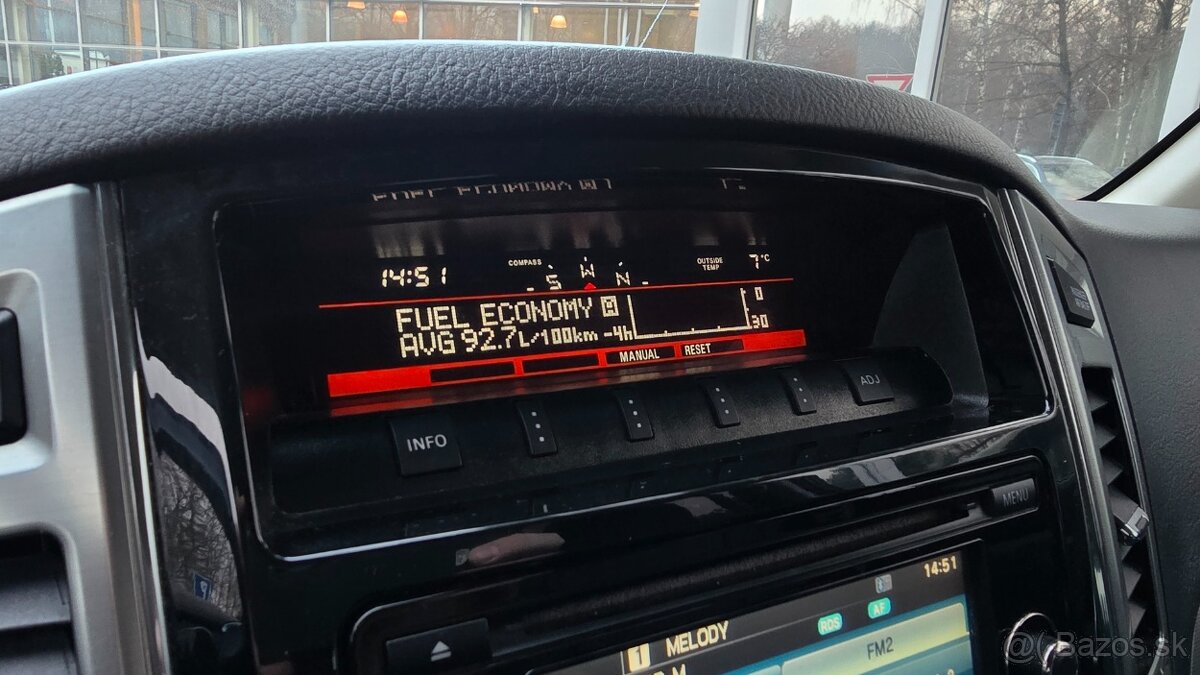 14:51
COMPASS
S W N
OUTSIDE
TEMP
7°C
FUEL ECONOMY M
AVG 92.7L/100km -4h
0
30
MANUAL
RESET
INFO
ADJ
MENU
14:51
1 MELODY
RDS
AF
FM2
@ Bazos.sk